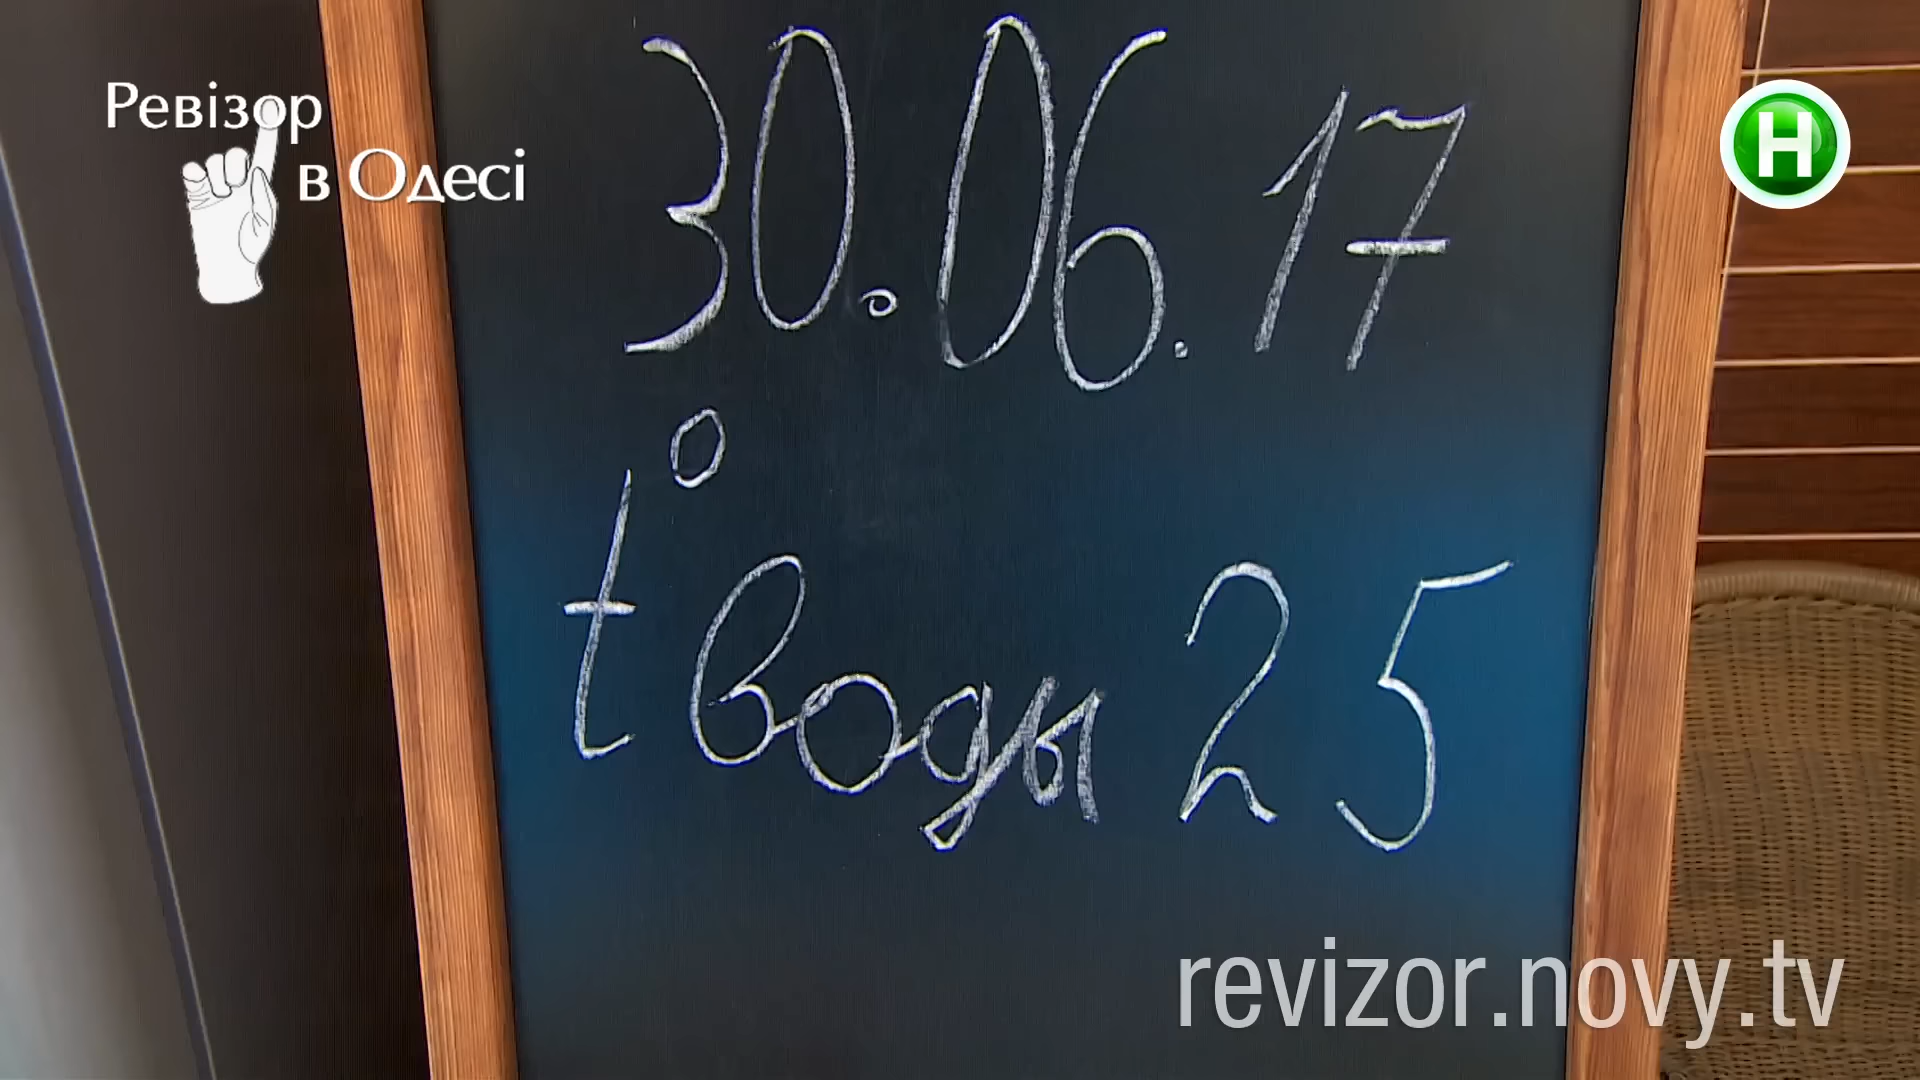 Ревізор
в Одесі
Н
30.06.17
t° воды 25
revizor.novy.tv